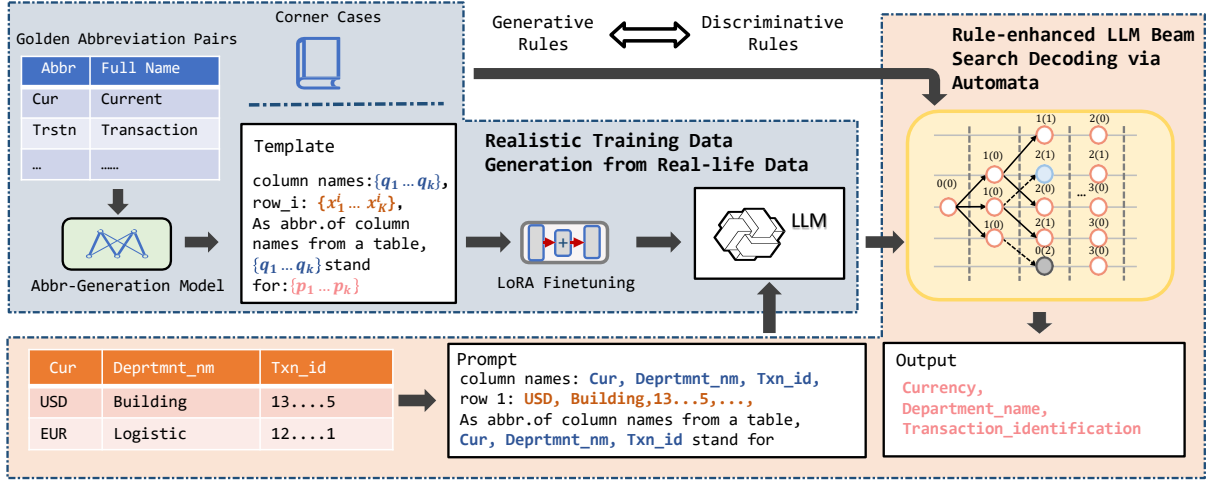 Corner Cases
Golden Abbreviation Pairs
Abbr Full Name
Cur Current
Trstn Transaction
… ……
Abbr-Generation Model
Template
column names:{q₁ … qₖ},
row_i: {x₁ⁱ … x_Kⁱ},
As abbr.of column
names from a table,
{q₁ … qₖ} stand
for:{p₁ … pₖ}
Generative
Rules
Discriminative
Rules
Realistic Training Data
Generation from Real-life Data
LoRA Finetuning
LLM
Rule-enhanced LLM Beam
Search Decoding via
Automata
1(1) 2(0)
1(0) 2(1) 2(1)
0(0) 1(0) 2(0) ... 3(0)
1(0) 2(1) 3(0)
0(2) 3(0)
Cur Deprtmnt_nm Txn_id
USD Building 13....5
EUR Logistic 12....1
Prompt
column names: Cur, Deprtmnt_nm, Txn_id,
row 1: USD, Building,13...5,...,
As abbr.of column names from a table,
Cur, Deprtmnt_nm, Txn_id stand for
Output
Currency,
Department_name,
Transaction_identification